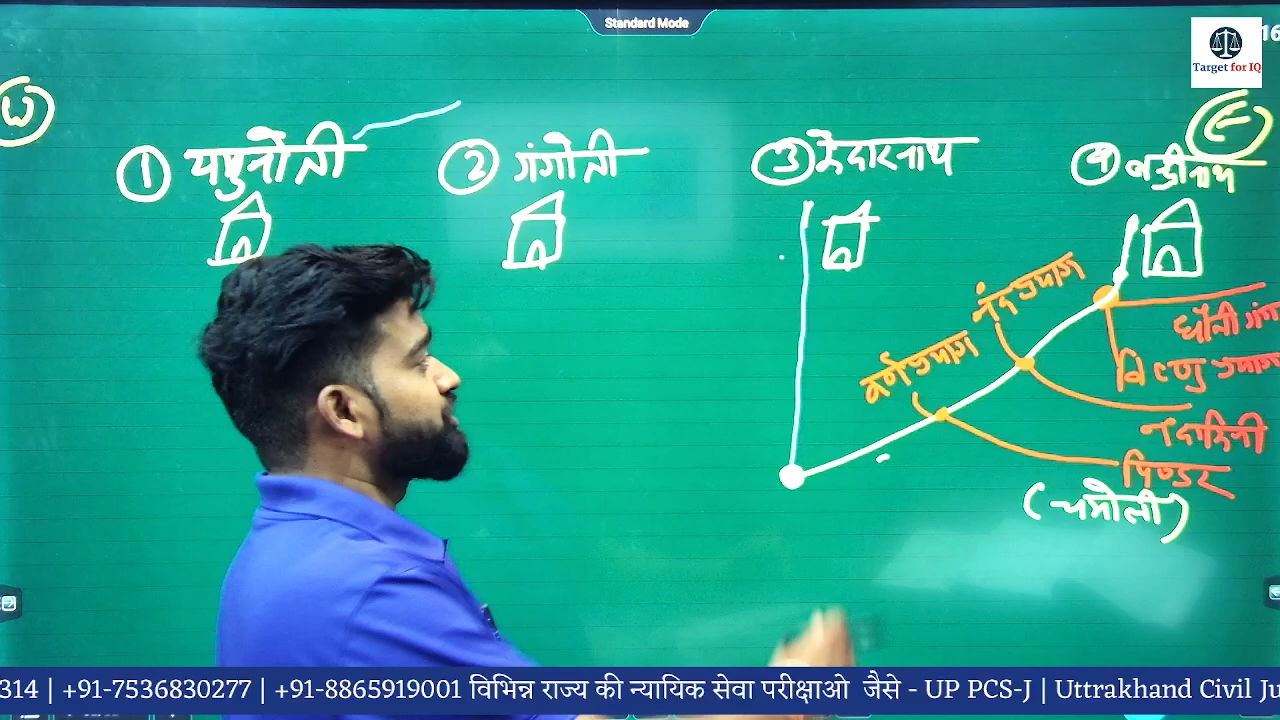 Standard Mode
16
Target for IQ
W
E
① यमुनोत्री
② गंगोत्री
③ केदारनाथ
④ बद्रीनाथ
नंदप्रयाग
कर्णप्रयाग
धौली गंग
विष्णु प्रयाग
नंदाकिनी
पिण्डर
(चमोली)
314 | +91-7536830277 | +91-8865919001 विभिन्न राज्य की न्यायिक सेवा परीक्षाओ जैसे - UP PCS-J | Uttrakhand Civil Ju